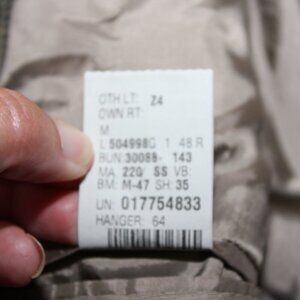 OTH LT: Z4
OWN RT:
M
L 504998G 1 48 R
BUN: 30088- 143
MA 220/ SS VB:
BM: M-47 SH: 35
UN: 017754833
HANGER: 64